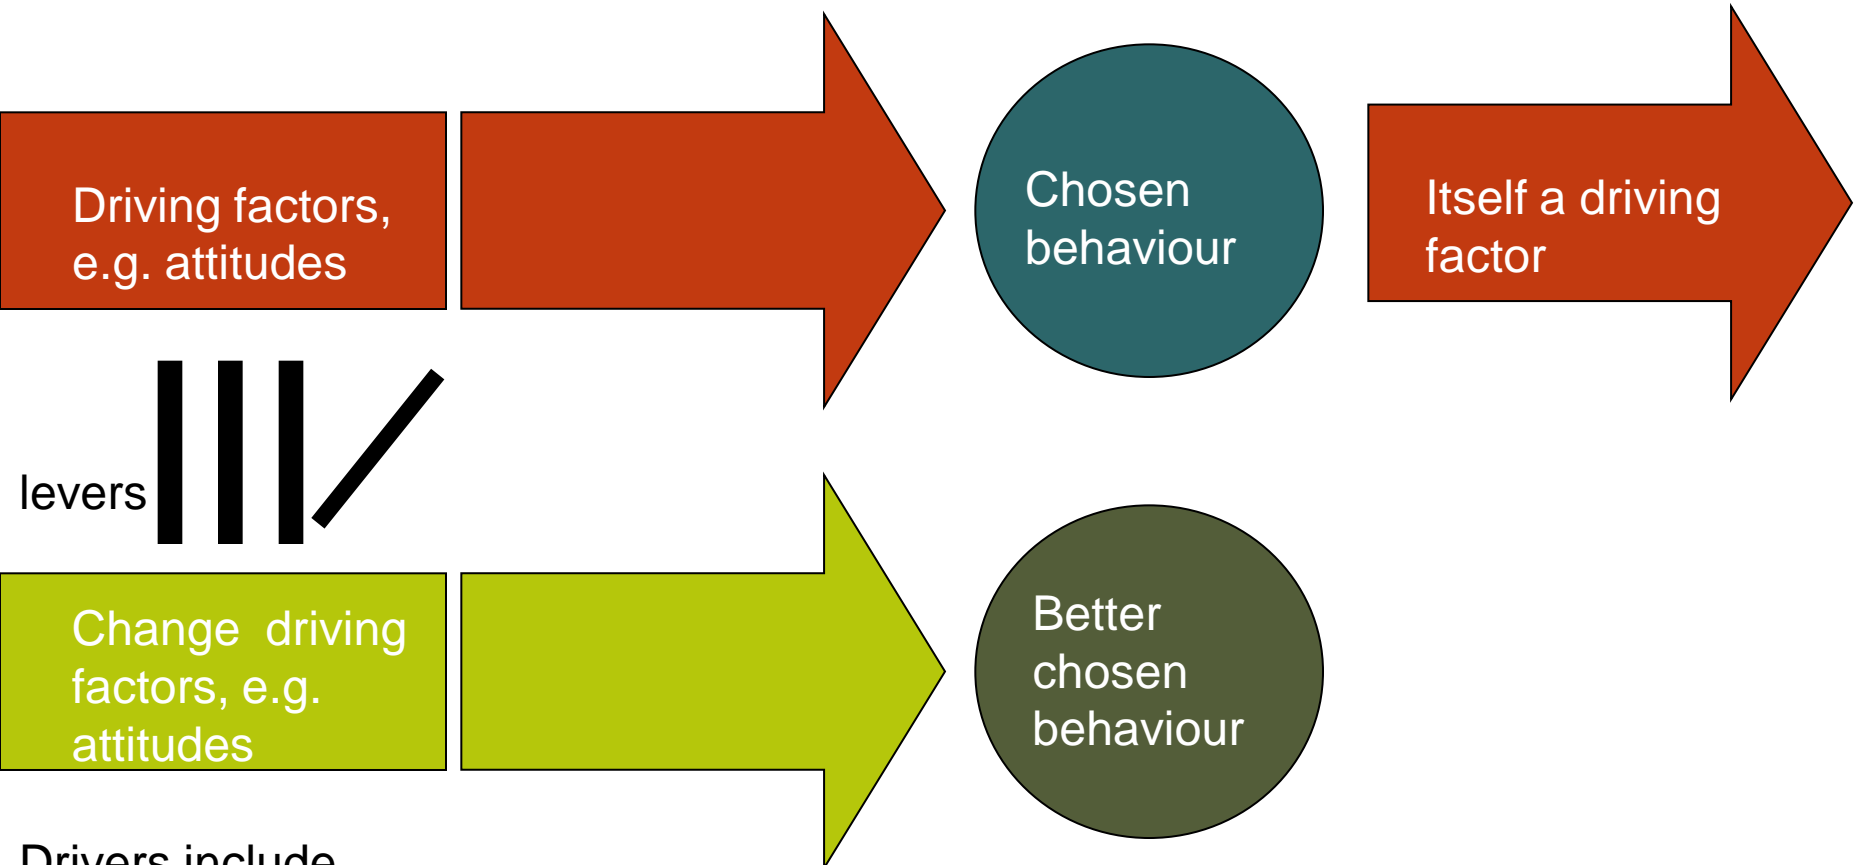 Driving factors,
e.g. attitudes
Chosen
behaviour
Itself a driving
factor
levers
Change  driving
factors, e.g.
attitudes
Better
chosen
behaviour
Drivers include